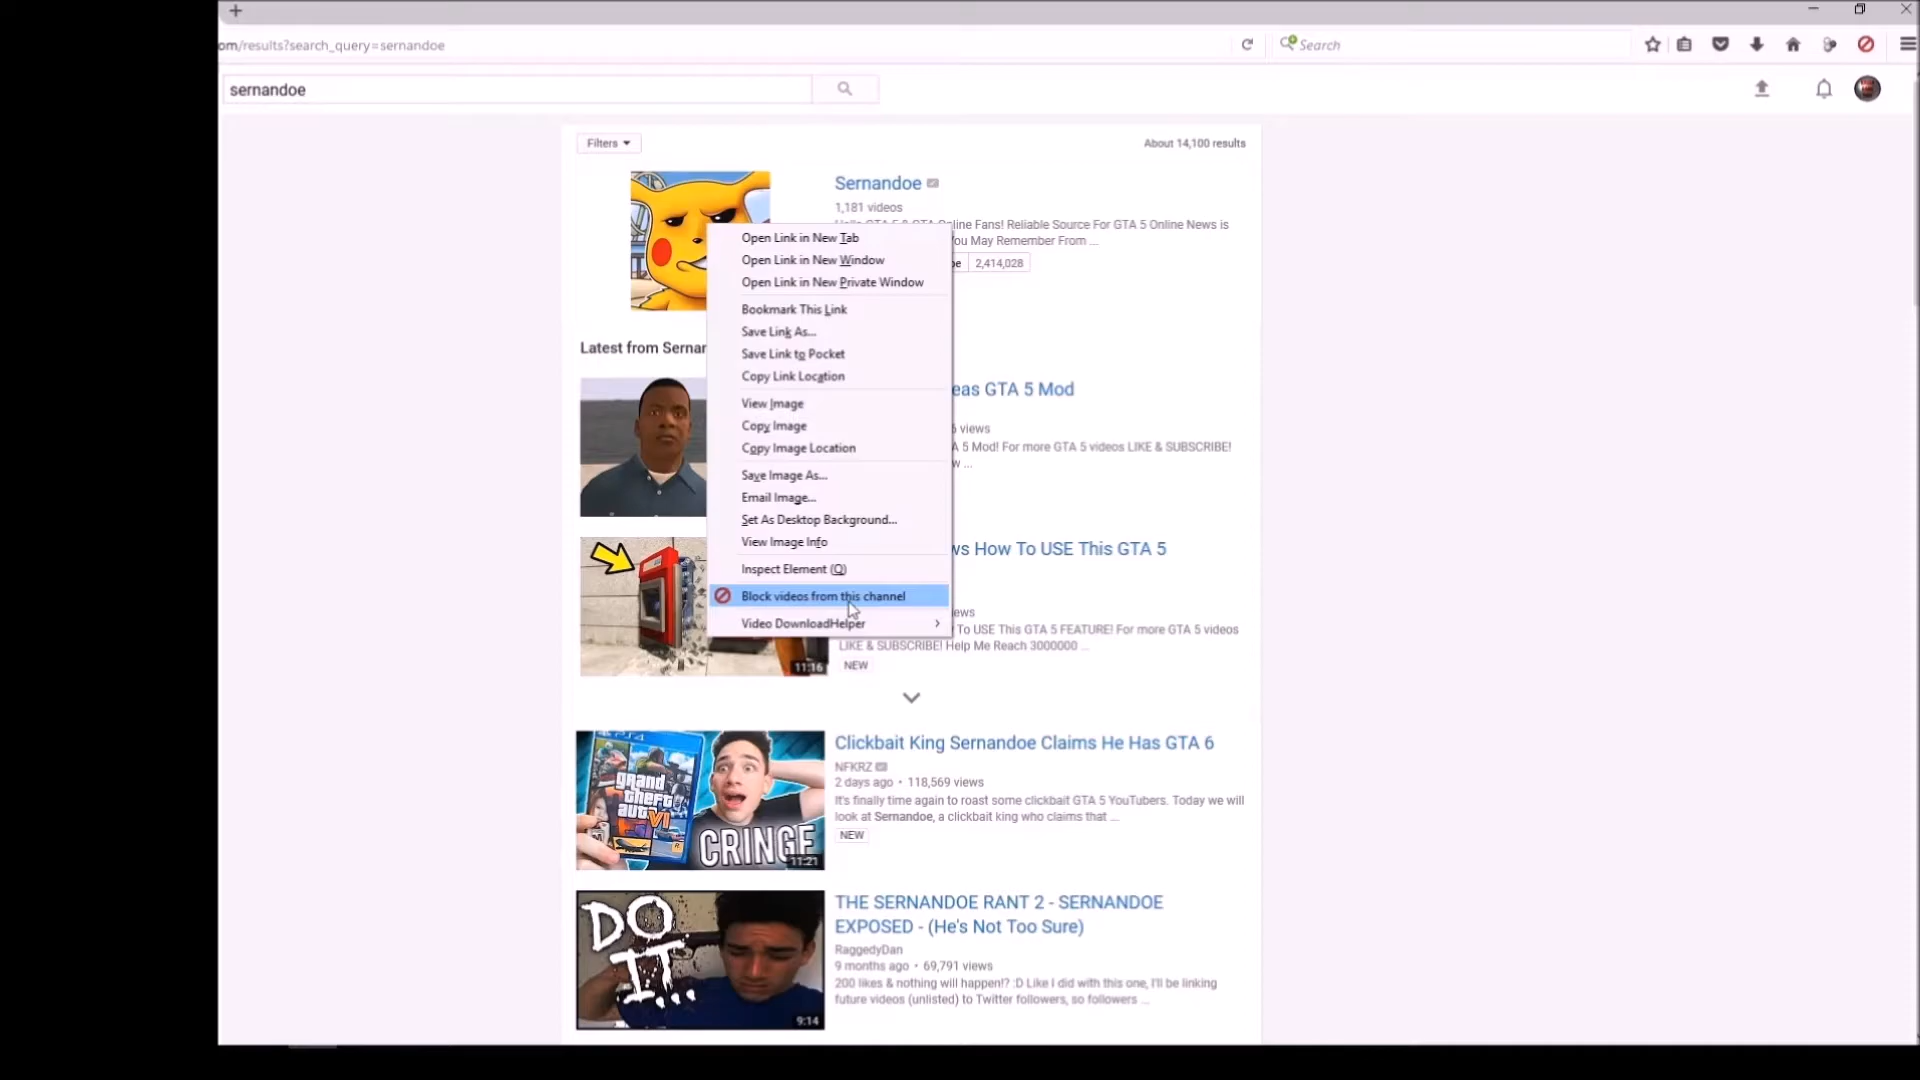 om/results?search_query=sernandoe
Search
sernandoe
Filters
About 14,100 results
Sernandoe
1,181 videos
line Fans! Reliable Source For GTA 5 Online News is
ou May Remember From ...
be 2,414,028
Open Link in New Tab
Open Link in New Window
Open Link in New Private Window
Bookmark This Link
Save Link As...
Save Link to Pocket
Copy Link Location
View Image
Copy Image
Copy Image Location
Save Image As...
Email Image...
Set As Desktop Background...
View Image Info
Inspect Element (Q)
Block videos from this channel
Video DownloadHelper
Latest from Sernan
eas GTA 5 Mod
6 views
A 5 Mod! For more GTA 5 videos LIKE & SUBSCRIBE!
w ...
ws How To USE This GTA 5
iews
To USE This GTA 5 FEATURE! For more GTA 5 videos
LIKE & SUBSCRIBE! Help Me Reach 3000000 ...
NEW
11:16
PS4
grand
theft
auto VI
CRINGE
11:21
Clickbait King Sernandoe Claims He Has GTA 6
NFKRZ
2 days ago • 118,569 views
It's finally time again to roast some clickbait GTA 5 YouTubers. Today we will
look at Sernandoe, a clickbait king who claims that ...
NEW
DO
IT...
9:14
THE SERNANDOE RANT 2 - SERNANDOE
EXPOSED - (He's Not Too Sure)
RaggedyDan
9 months ago • 69,791 views
200 likes & nothing will happen!? :D Like I did with this one, I'll be linking
future videos (unlisted) to Twitter followers, so followers ...